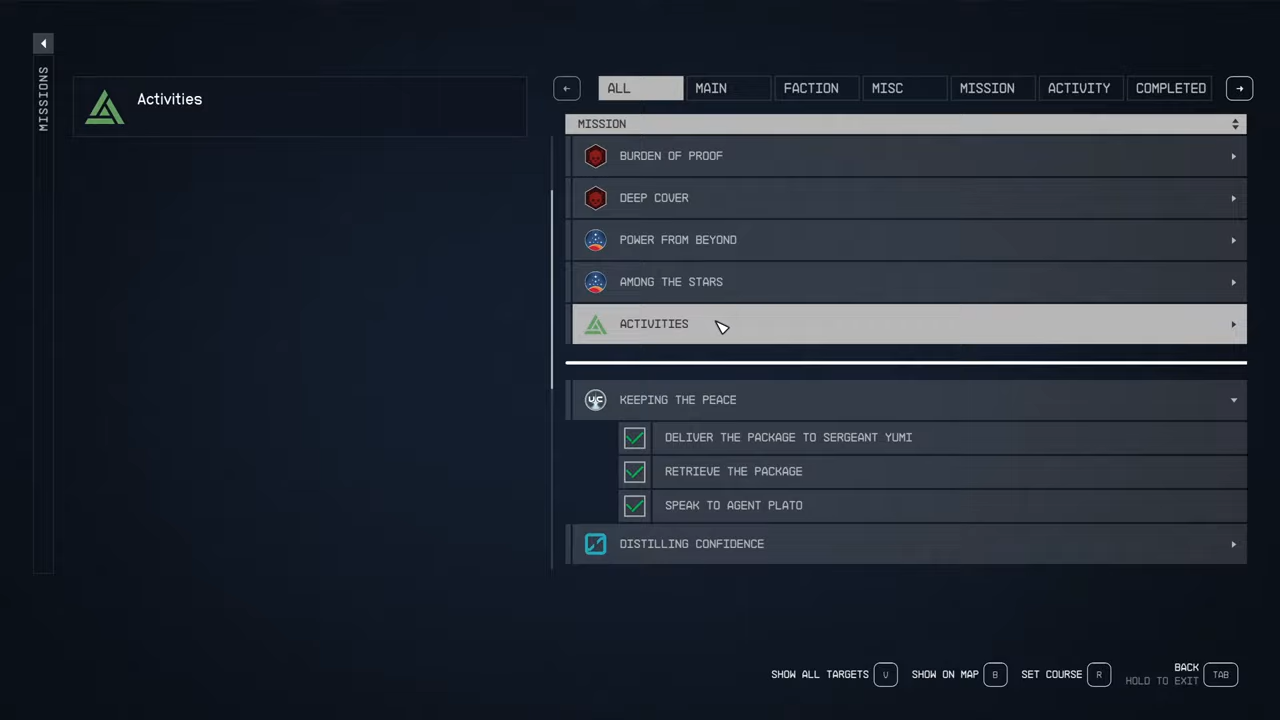 MISSIONS
Activities
ALL
MAIN
FACTION
MISC
MISSION
ACTIVITY
COMPLETED
MISSION
BURDEN OF PROOF
DEEP COVER
POWER FROM BEYOND
AMONG THE STARS
ACTIVITIES
UC KEEPING THE PEACE
DELIVER THE PACKAGE TO SERGEANT YUMI
RETRIEVE THE PACKAGE
SPEAK TO AGENT PLATO
DISTILLING CONFIDENCE
SHOW ALL TARGETS V
SHOW ON MAP B
SET COURSE R
BACK
HOLD TO EXIT TAB